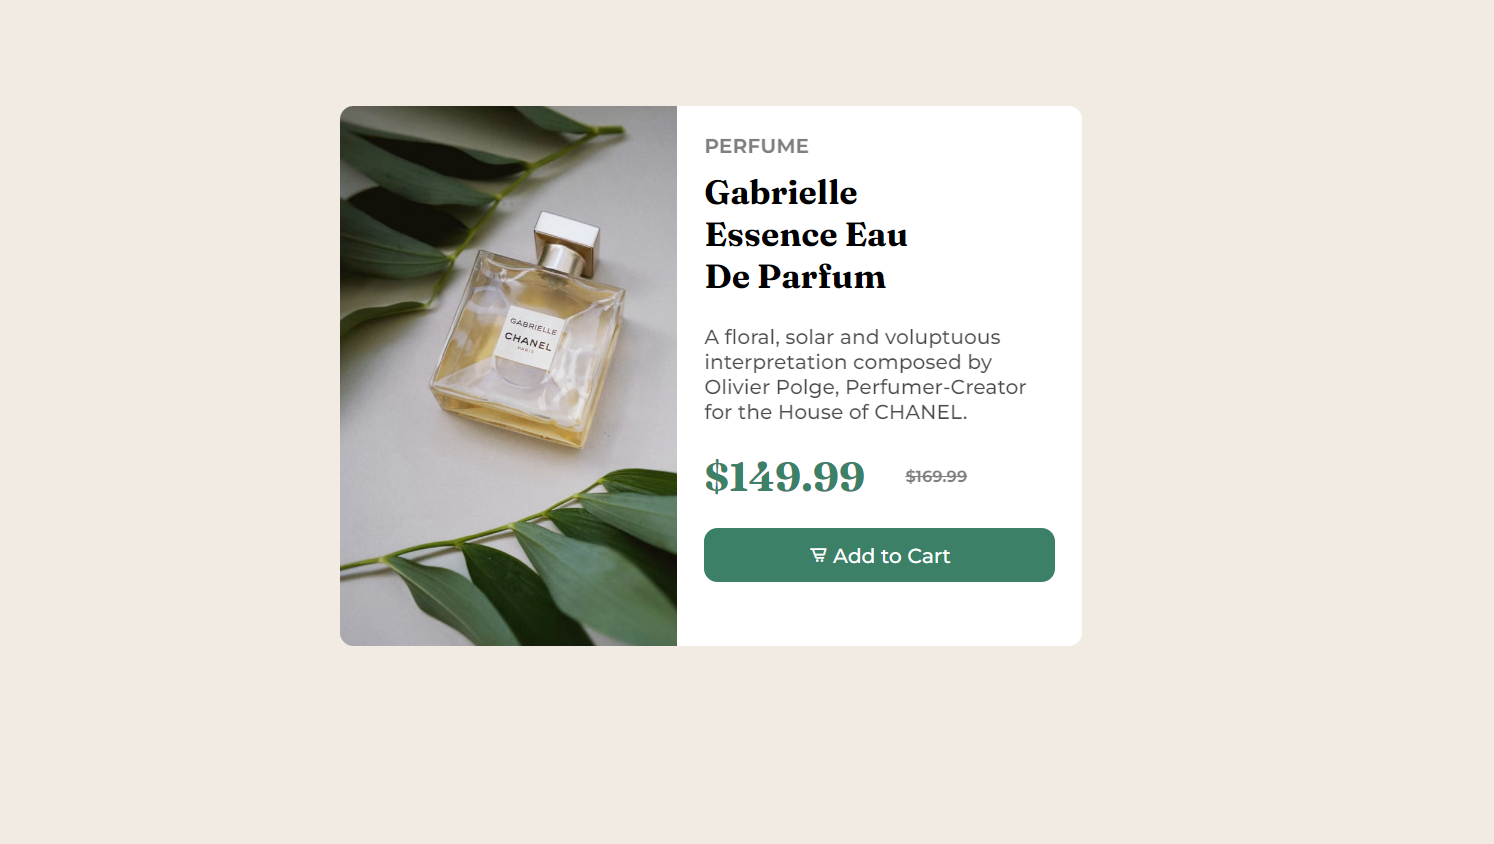 GABRIELLE
CHANEL
PARIS
PERFUME
Gabrielle
Essence Eau
De Parfum
A floral, solar and voluptuous
interpretation composed by
Olivier Polge, Perfumer-Creator
for the House of CHANEL.
$149.99 $169.99
Add to Cart